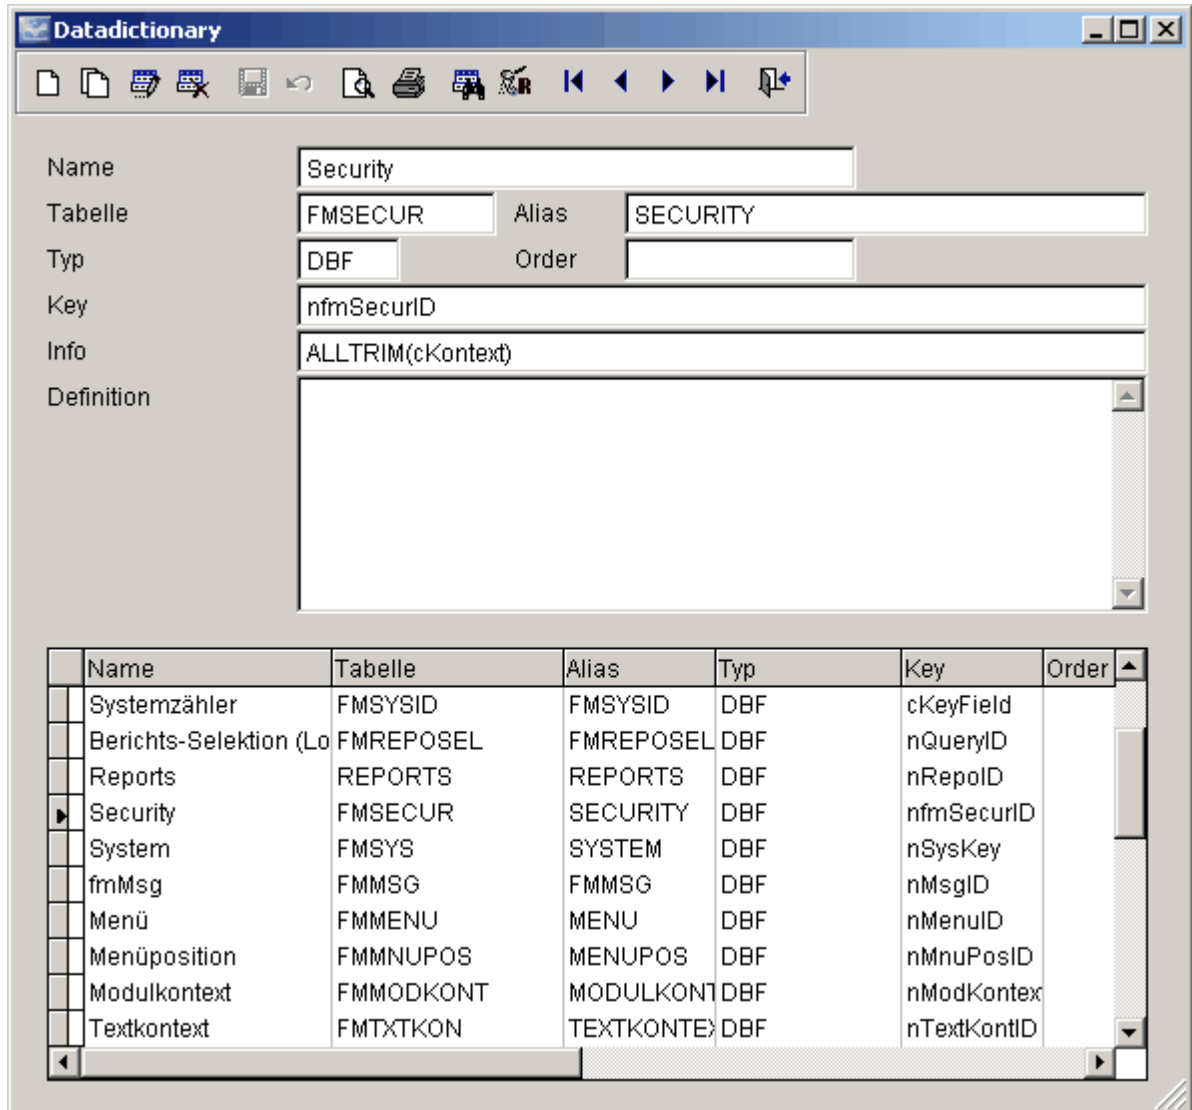 Datadictionary
Name Security
Tabelle FMSECUR Alias SECURITY
Typ DBF Order
Key nfmSecurID
Info ALLTRIM(cKontext)
Definition
Name Tabelle Alias Typ Key Order
Systemzähler FMSYSID FMSYSID DBF cKeyField
Berichts-Selektion (Lo FMREPOSEL FMREPOSEL DBF nQueryID
Reports REPORTS REPORTS DBF nRepoID
Security FMSECUR SECURITY DBF nfmSecurID
System FMSYS SYSTEM DBF nSysKey
fmMsg FMMSG FMMSG DBF nMsgID
Menü FMMENU MENU DBF nMenuID
Menüposition FMMNUPOS MENUPOS DBF nMnuPosID
Modulkontext FMMODKONT MODULKONT DBF nModKontex
Textkontext FMTXTKON TEXTKONTEX DBF nTextKontID